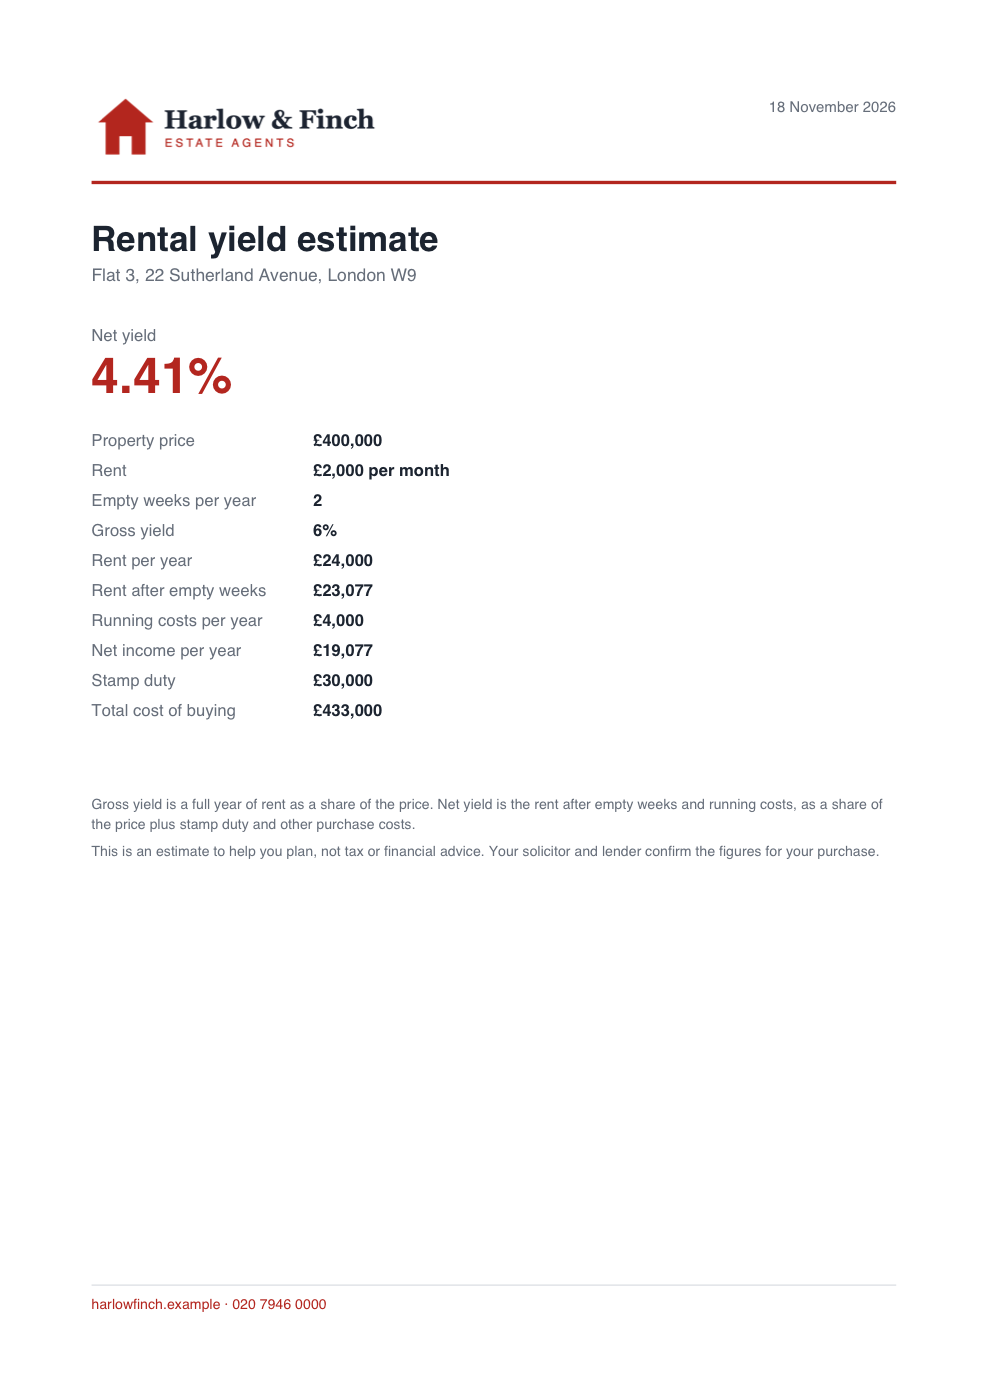 Harlow & Finch
ESTATE AGENTS
18 November 2026
Rental yield estimate
Flat 3, 22 Sutherland Avenue, London W9
Net yield
4.41%
Property price £400,000
Rent £2,000 per month
Empty weeks per year 2
Gross yield 6%
Rent per year £24,000
Rent after empty weeks £23,077
Running costs per year £4,000
Net income per year £19,077
Stamp duty £30,000
Total cost of buying £433,000
Gross yield is a full year of rent as a share of the price. Net yield is the rent after empty weeks and running costs, as a share of
the price plus stamp duty and other purchase costs.
This is an estimate to help you plan, not tax or financial advice. Your solicitor and lender confirm the figures for your purchase.
harlowfinch.example · 020 7946 0000